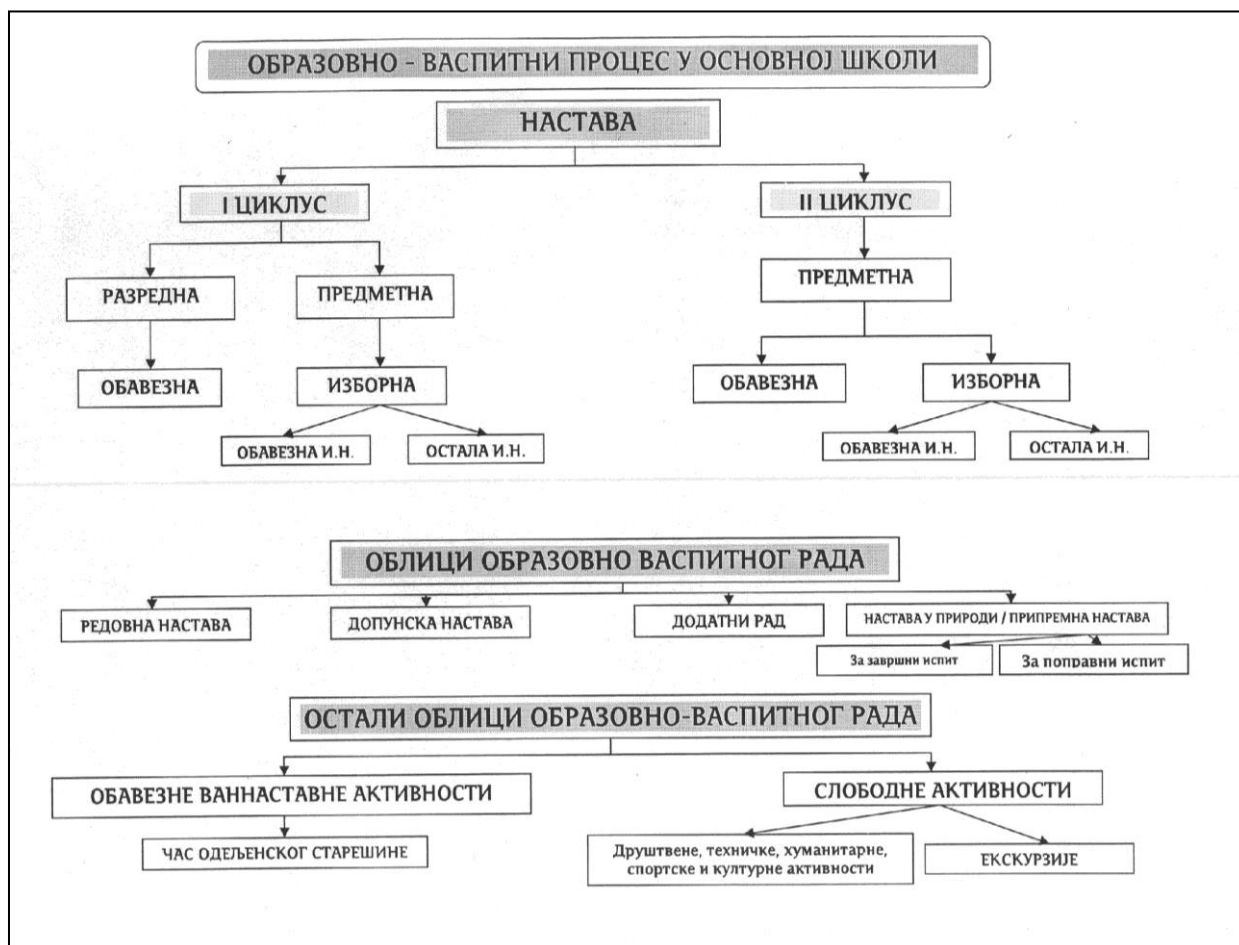 ОБРАЗОВНО - ВАСПИТНИ ПРОЦЕС У ОСНОВНОЈ ШКОЛИ
НАСТАВА
I ЦИКЛУС
II ЦИКЛУС
РАЗРЕДНА
ПРЕДМЕТНА
ПРЕДМЕТНА
ОБАВЕЗНА
ИЗБОРНА
ОБАВЕЗНА
ИЗБОРНА
ОБАВЕЗНА И.Н.
ОСТАЛА И.Н.
ОБАВЕЗНА И.Н.
ОСТАЛА И.Н.
ОБЛИЦИ ОБРАЗОВНО ВАСПИТНОГ РАДА
РЕДОВНА НАСТАВА
ДОПУНСКА НАСТАВА
ДОДАТНИ РАД
НАСТАВА У ПРИРОДИ / ПРИПРЕМНА НАСТАВА
За завршни испит
За поправни испит
ОСТАЛИ ОБЛИЦИ ОБРАЗОВНО-ВАСПИТНОГ РАДА
ОБАВЕЗНЕ ВАННАСТАВНЕ АКТИВНОСТИ
СЛОБОДНЕ АКТИВНОСТИ
ЧАС ОДЕЉЕНСКОГ СТАРЕШИНЕ
Друштвене, техничке, хуманитарне,
спортске и културне активности
ЕКСКУРЗИЈЕ